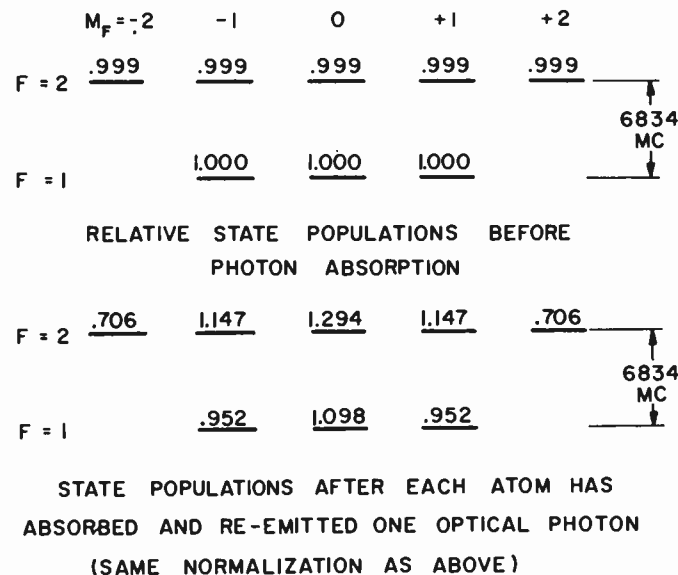 M_F = -2 -1 0 +1 +2
F = 2 .999 .999 .999 .999 .999
6834
MC
F = 1 1.000 1.000 1.000
RELATIVE STATE POPULATIONS BEFORE
PHOTON ABSORPTION
F = 2 .706 1.147 1.294 1.147 .706
6834
MC
F = 1 .952 1.098 .952
STATE POPULATIONS AFTER EACH ATOM HAS
ABSORBED AND RE-EMITTED ONE OPTICAL PHOTON
(SAME NORMALIZATION AS ABOVE)